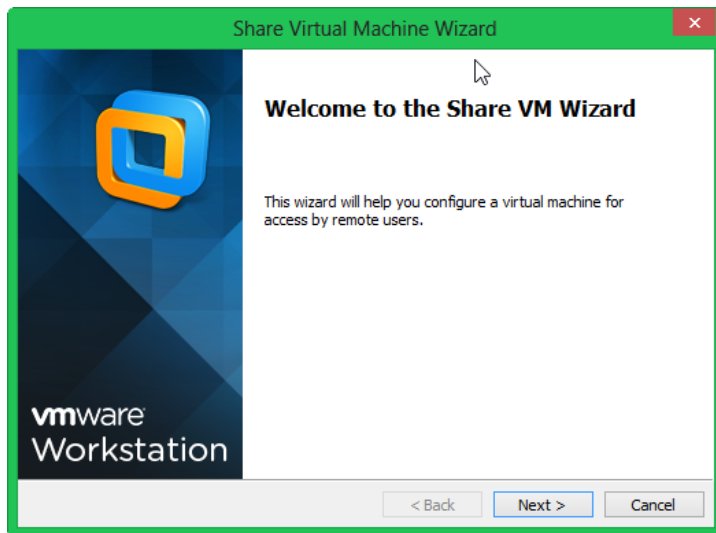 Share Virtual Machine Wizard
Welcome to the Share VM Wizard
This wizard will help you configure a virtual machine for
access by remote users.
vmware
Workstation
< Back
Next >
Cancel